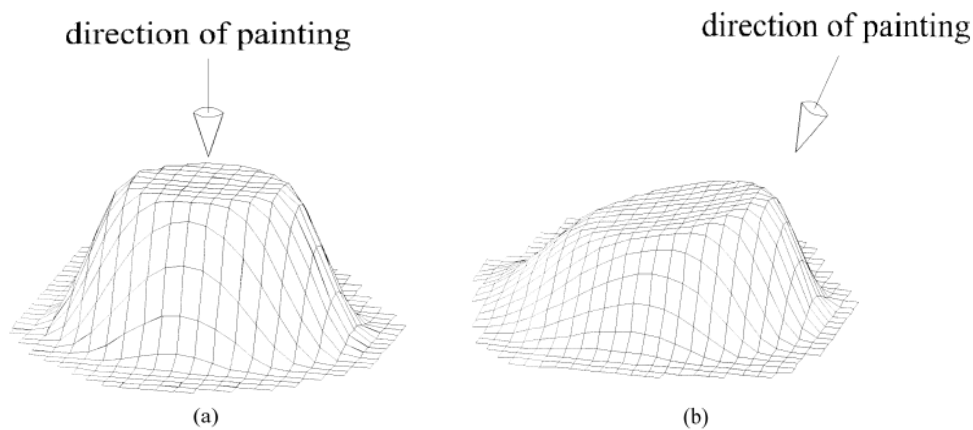 direction of painting
direction of painting
(a)
(b)